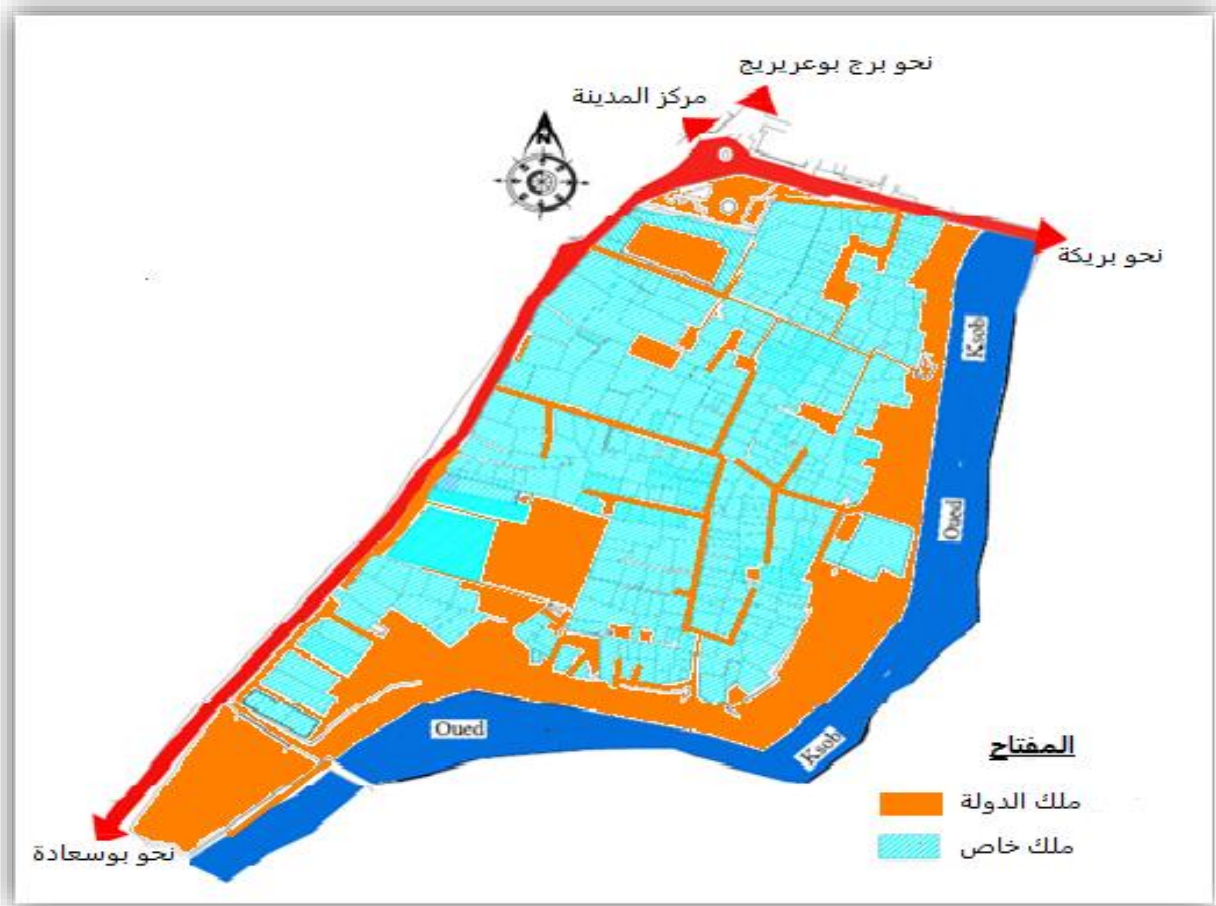 نحو برج بوعريريج
مركز المدينة
N
نحو بريكة
Ksob
Oued
Oued
Ksob
المفتاح
ملك الدولة
ملك خاص
نحو بوسعادة